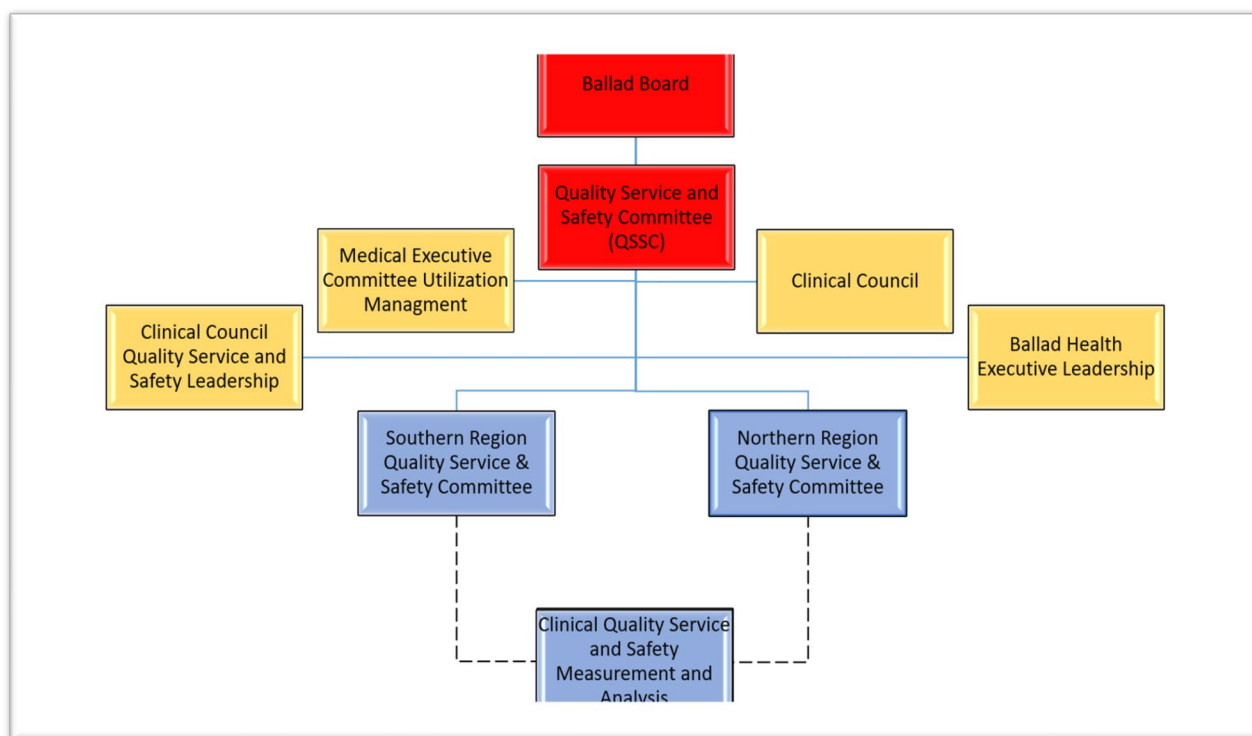 Ballad Board
Quality Service and
Safety Committee
(QSSC)
Medical Executive
Committee Utilization
Managment
Clinical Council
Clinical Council
Quality Service and
Safety Leadership
Ballad Health
Executive Leadership
Southern Region
Quality Service &
Safety Committee
Northern Region
Quality Service &
Safety Committee
Clinical Quality Service
and Safety
Measurement and
Analysis